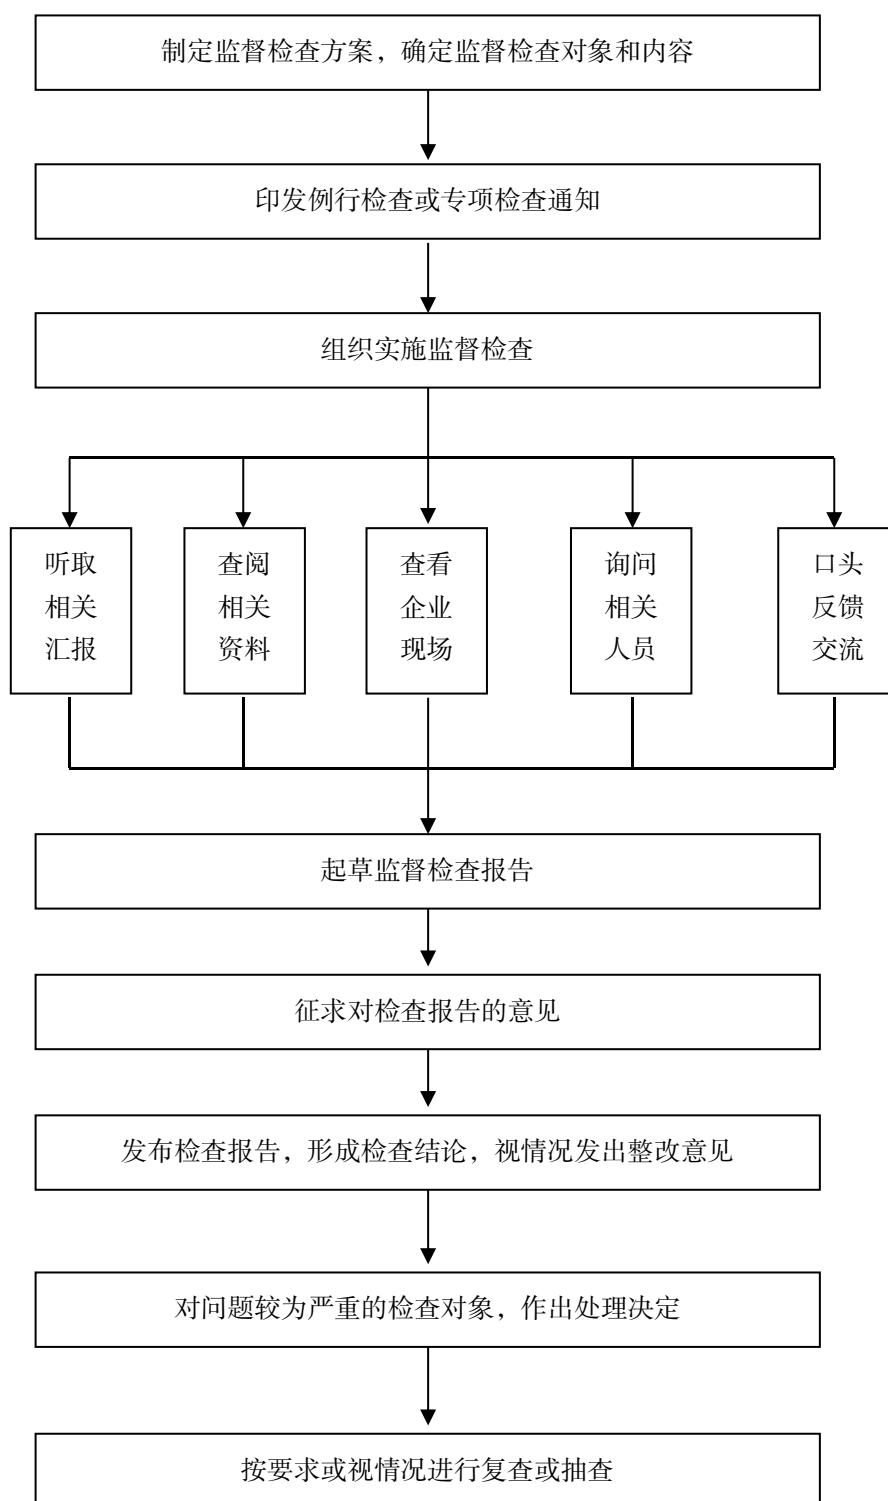 制定监督检查方案，确定监督检查对象和内容
印发例行检查或专项检查通知
组织实施监督检查
听取
相关
汇报
查阅
相关
资料
查看
企业
现场
询问
相关
人员
口头
反馈
交流
起草监督检查报告
征求对检查报告的意见
发布检查报告，形成检查结论，视情况发出整改意见
对问题较为严重的检查对象，作出处理决定
按要求或视情况进行复查或抽查